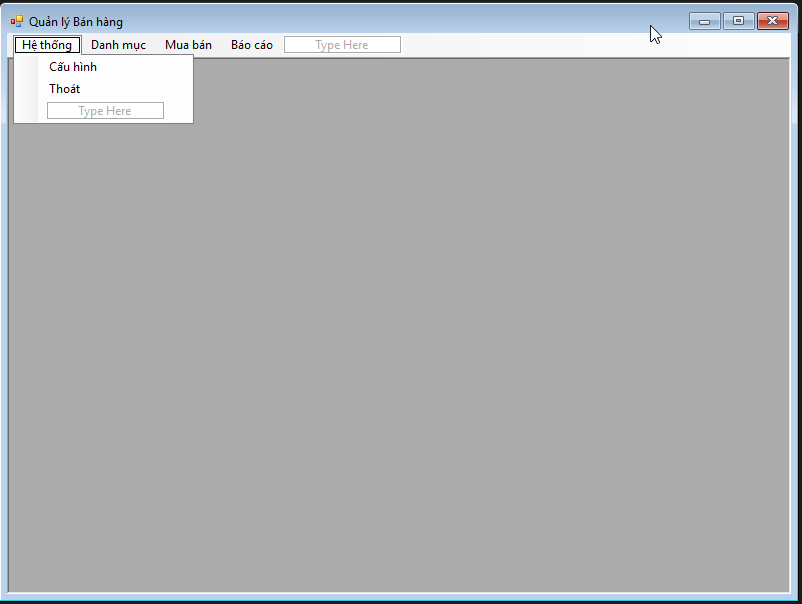 Quản lý Bán hàng
Hệ thống Danh mục Mua bán Báo cáo Type Here
Cấu hình
Thoát
Type Here